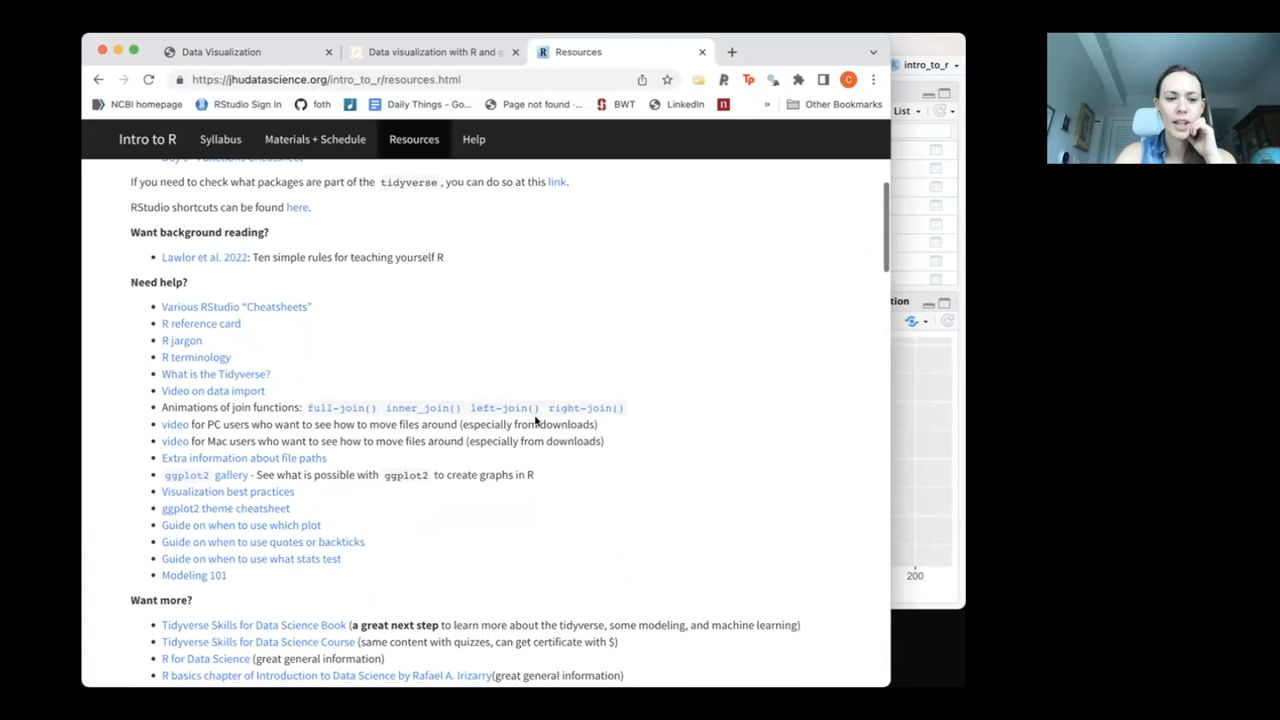 Data Visualization
Data visualization with R and g
Resources
intro_to_r
https://jhudatascience.org/intro_to_r/resources.html
C
NCBI homepage
RStudio Sign In
foth
Daily Things - Go...
Page not found · ...
BWT
LinkedIn
»
Other Bookmarks
List
Intro to R
Syllabus
Materials + Schedule
Resources
Help
If you need to check what packages are part of the tidyverse, you can do so at this link.
RStudio shortcuts can be found here.
Want background reading?
• Lawlor et al. 2022: Ten simple rules for teaching yourself R
Need help?
• Various RStudio “Cheatsheets”
• R reference card
• R jargon
• R terminology
• What is the Tidyverse?
• Video on data import
• Animations of join functions: full-join() inner_join() left-join() right-join()
• video for PC users who want to see how to move files around (especially from downloads)
• video for Mac users who want to see how to move files around (especially from downloads)
• Extra information about file paths
• ggplot2 gallery - See what is possible with ggplot2 to create graphs in R
• Visualization best practices
• ggplot2 theme cheatsheet
• Guide on when to use which plot
• Guide on when to use quotes or backticks
• Guide on when to use what stats test
• Modeling 101
Want more?
• Tidyverse Skills for Data Science Book (a great next step to learn more about the tidyverse, some modeling, and machine learning)
• Tidyverse Skills for Data Science Course (same content with quizzes, can get certificate with $)
• R for Data Science (great general information)
• R basics chapter of Introduction to Data Science by Rafael A. Irizarry(great general information)
tion
200